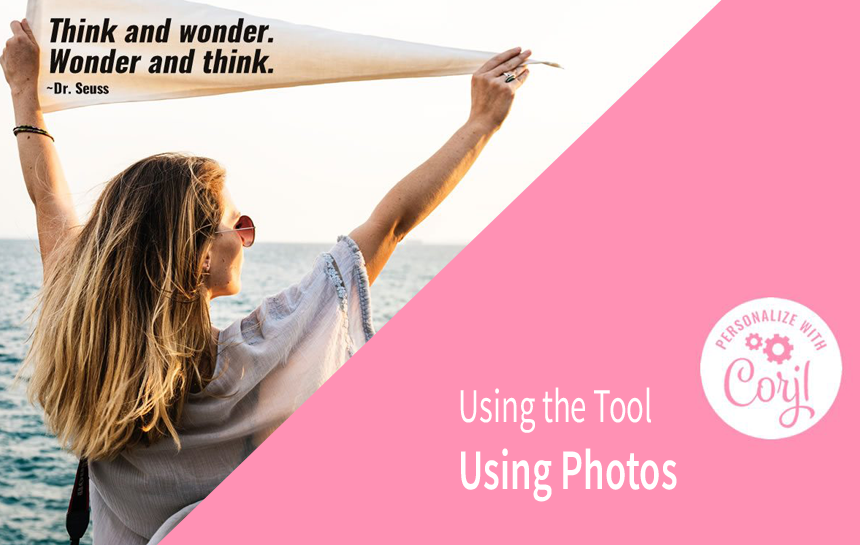 Think and wonder.
Wonder and think.
~Dr. Seuss
PERSONALIZE WITH
Corjl
Using the Tool
Using Photos